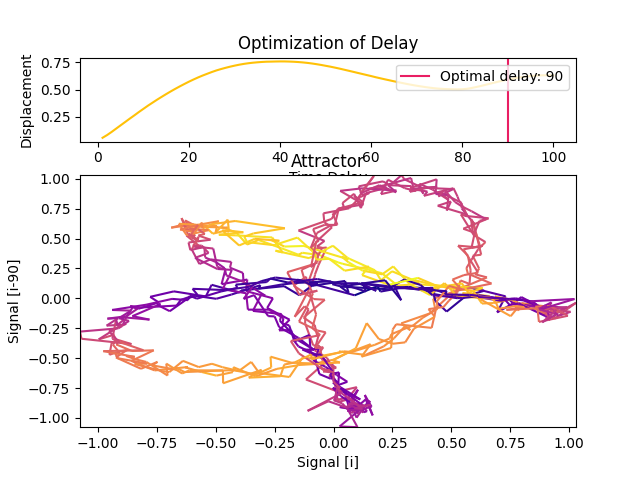 Optimization of Delay
Displacement
0.75
0.50
0.25
Optimal delay: 90
0 20 40 60 80 100
Time Delay
Attractor
Signal [i-90]
1.00
0.75
0.50
0.25
0.00
−0.25
−0.50
−0.75
−1.00
−1.00 −0.75 −0.50 −0.25 0.00 0.25 0.50 0.75 1.00
Signal [i]